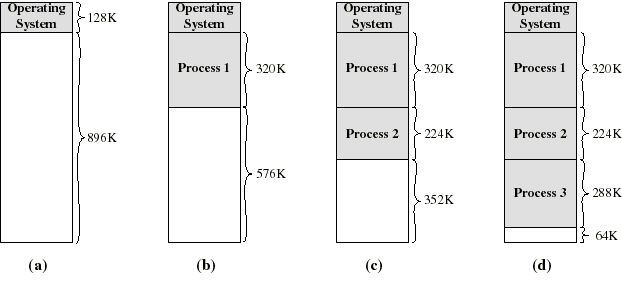 Operating
System
128K
896K
(a)
Operating
System
Process 1
320K
576K
(b)
Operating
System
Process 1
320K
Process 2
224K
352K
(c)
Operating
System
Process 1
320K
Process 2
224K
Process 3
288K
64K
(d)